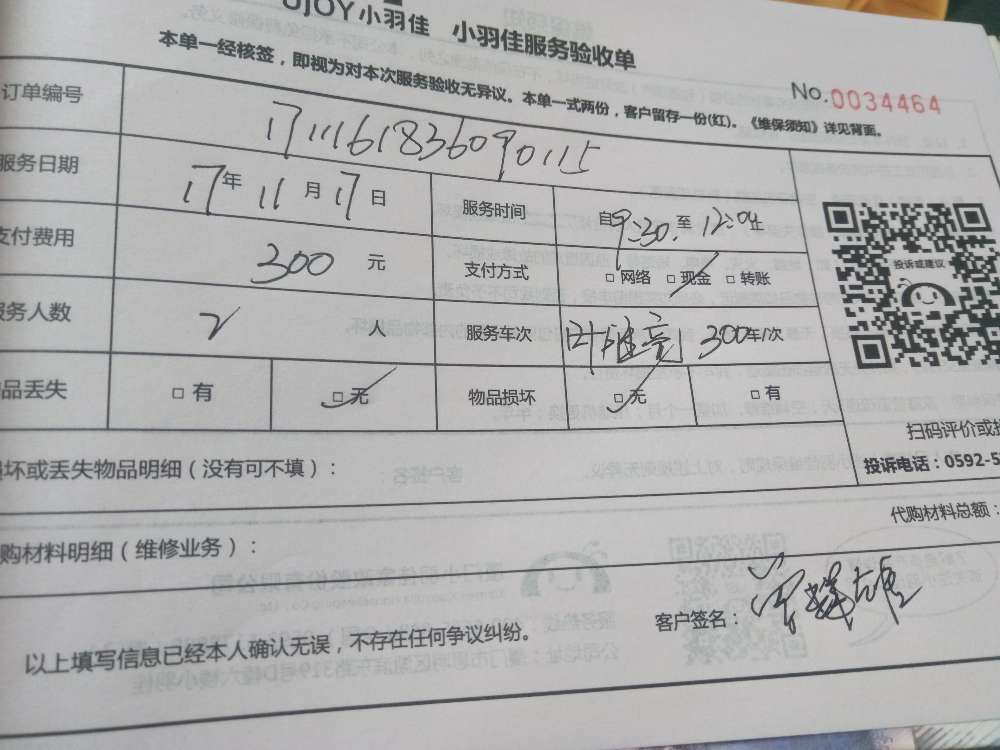 UJOY小羽佳 小羽佳服务验收单
本单一经核签，即视为对本次服务验收无异议。本单一式两份，客户留存一份(红)。《维保须知》详见背面。
No.0034464
订单编号 1711161836090115
服务日期 17年 11月 17日 服务时间 自9:30.至12:04
支付费用 300 元 支付方式 □网络 □现金 □转账
服务人数 2 人 服务车次 300车/次
品丢失 □有 □无 物品损坏 □无 □有
投诉或建议
扫码评价或
投诉电话：0592-5
坏或丢失物品明细（没有可不填）：
代购材料总额：
购材料明细（维修业务）：
客户签名：
以上填写信息已经本人确认无误，不存在任何争议纠纷。